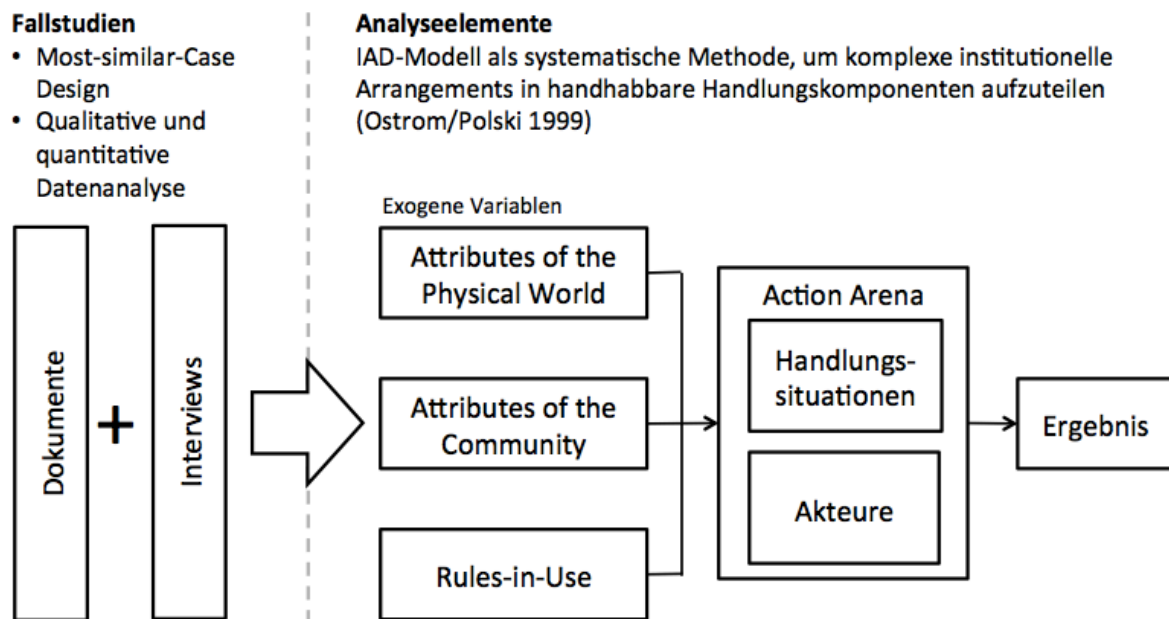 Fallstudien
• Most-similar-Case
Design
• Qualitative und
quantitative
Datenanalyse
Dokumente
+
Interviews
Analyseelemente
IAD-Modell als systematische Methode, um komplexe institutionelle
Arrangements in handhabbare Handlungskomponenten aufzuteilen
(Ostrom/Polski 1999)
Exogene Variablen
Attributes of the
Physical World
Attributes of the
Community
Rules-in-Use
Action Arena
Handlungs-
situationen
Akteure
Ergebnis